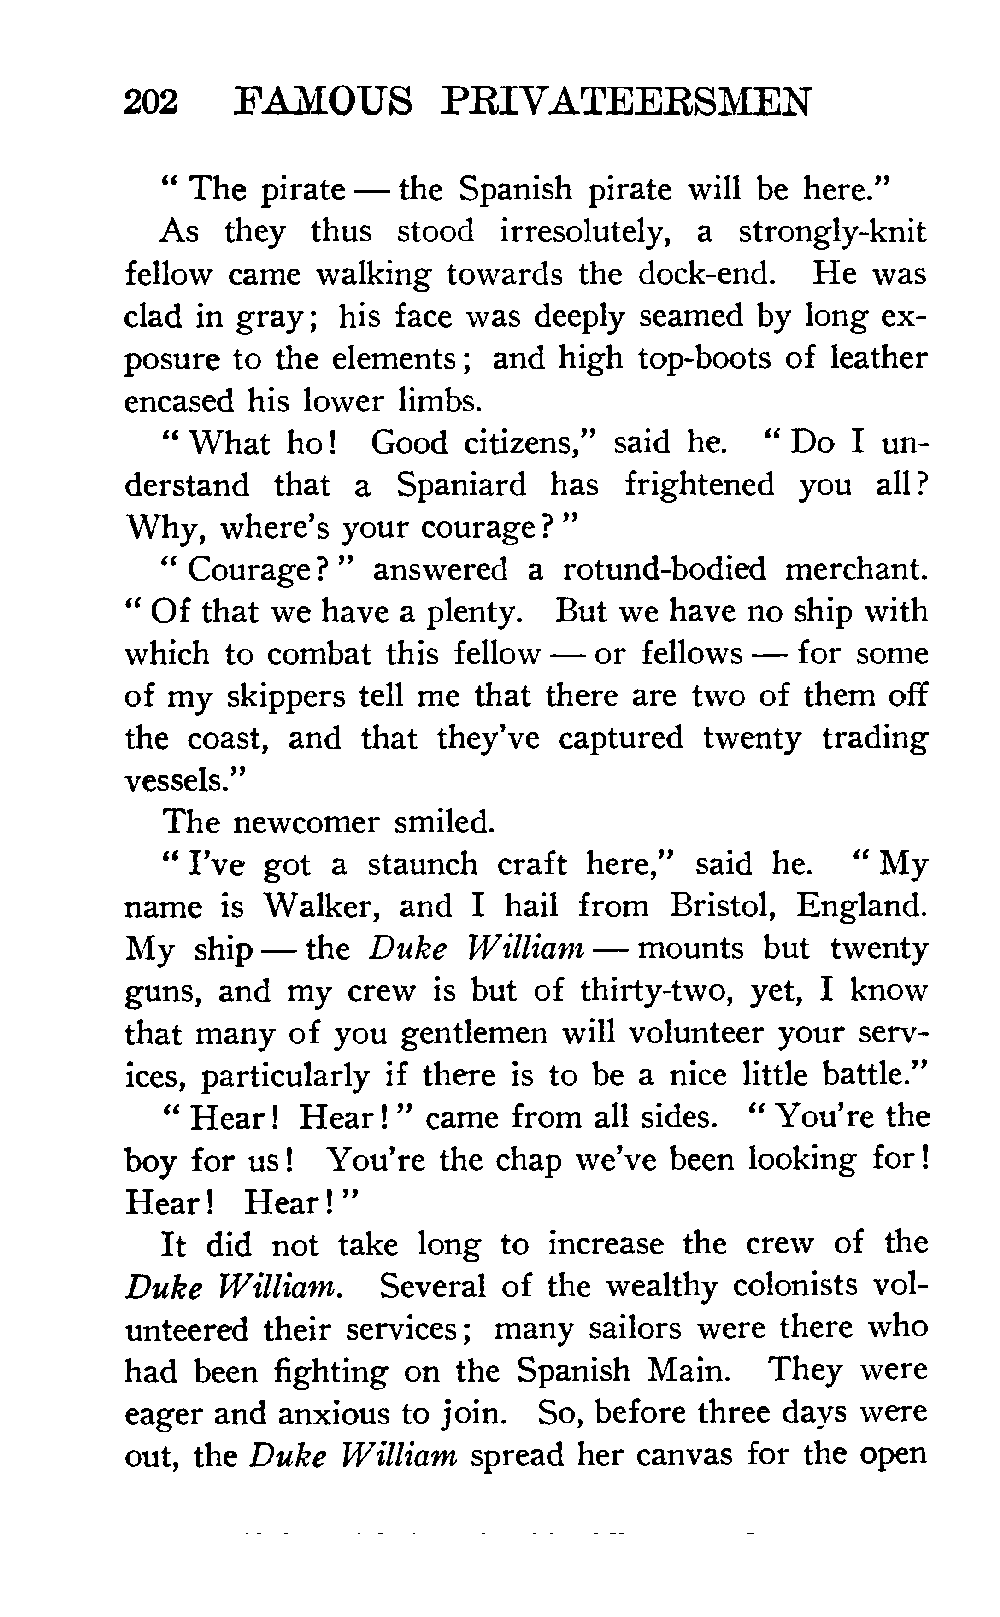 202 FAMOUS PRIVATEERSMEN
“ The pirate — the Spanish pirate will be here.”
As they thus stood irresolutely, a strongly-knit
fellow came walking towards the dock-end. He was
clad in gray; his face was deeply seamed by long ex-
posure to the elements; and high top-boots of leather
encased his lower limbs.
“ What ho! Good citizens,” said he. “ Do I un-
derstand that a Spaniard has frightened you all?
Why, where’s your courage? ”
“ Courage? ” answered a rotund-bodied merchant.
“ Of that we have a plenty. But we have no ship with
which to combat this fellow — or fellows — for some
of my skippers tell me that there are two of them off
the coast, and that they’ve captured twenty trading
vessels.”
The newcomer smiled.
“ I’ve got a staunch craft here,” said he. “ My
name is Walker, and I hail from Bristol, England.
My ship — the Duke William — mounts but twenty
guns, and my crew is but of thirty-two, yet, I know
that many of you gentlemen will volunteer your serv-
ices, particularly if there is to be a nice little battle.”
“ Hear! Hear! ” came from all sides. “ You’re the
boy for us! You’re the chap we’ve been looking for!
Hear! Hear! ”
It did not take long to increase the crew of the
Duke William. Several of the wealthy colonists vol-
unteered their services; many sailors were there who
had been fighting on the Spanish Main. They were
eager and anxious to join. So, before three days were
out, the Duke William spread her canvas for the open